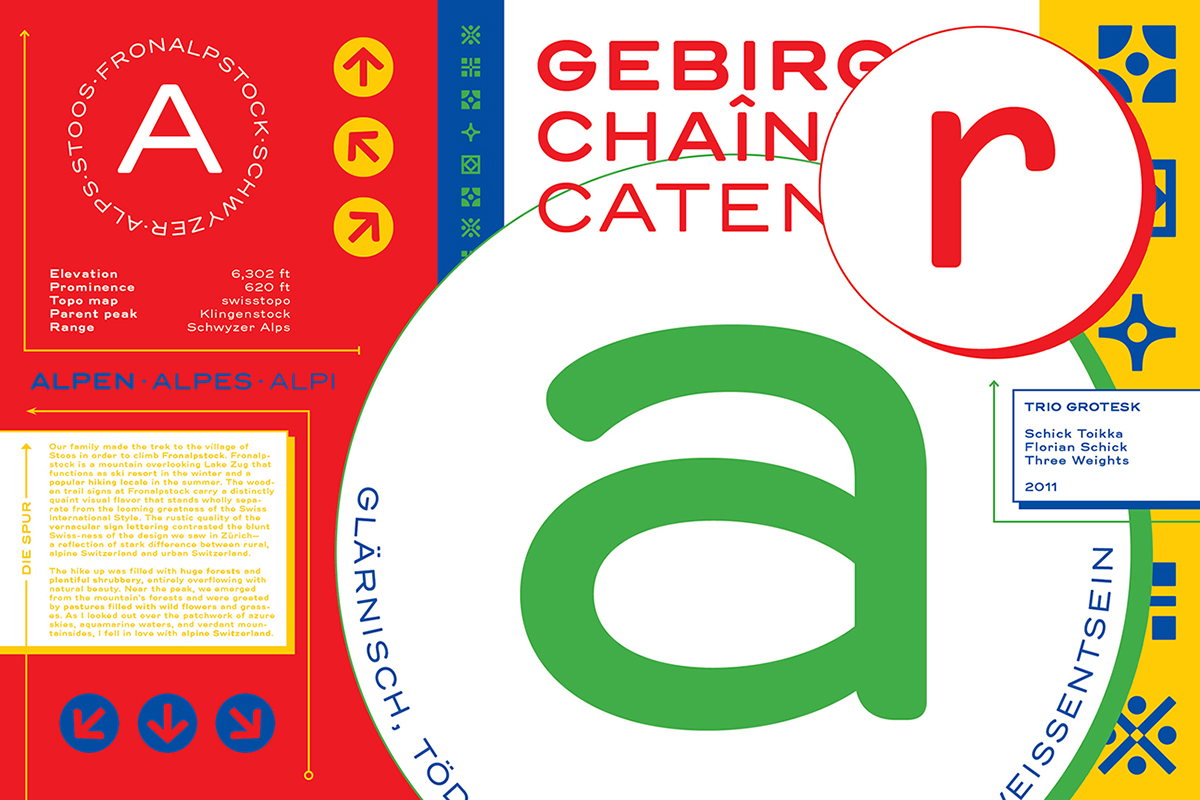 STOOS·FRONALPSTOCK·SCHWYZER·ALPS·
A
Elevation 6,302 ft
Prominence 620 ft
Topo map swisstopo
Parent peak Klingenstock
Range Schwyzer Alps
ALPEN·ALPES·ALPI
DIE SPUR
Our family made the trek to the village of
Stoos in order to climb Fronalpstock. Fronalp-
stock is a mountain overlooking Lake Zug that
functions as ski resort in the winter and a
popular hiking locale in the summer. The wood-
en trail signs at Fronalpstock carry a distinctly
quaint visual flavor that stands wholly sepa-
rate from the looming greatness of the Swiss
International Style. The rustic quality of the
vernacular sign lettering contrasted the blunt
Swiss-ness of the design we saw in Zürich—
a reflection of stark difference between rural,
alpine Switzerland and urban Switzerland.
The hike up was filled with huge forests and
plentiful shrubbery, entirely overflowing with
natural beauty. Near the peak, we emerged
from the mountain's forests and were greeted
by pastures filled with wild flowers and grass-
es. As I looked out over the patchwork of azure
skies, aquamarine waters, and verdant moun-
tainsides, I fell in love with alpine Switzerland.
GEBIRG
CHAÎN
CATEN
r
a
GLÄRNISCH, TÖD
WEISSENTSEIN
TRIO GROTESK
Schick Toikka
Florian Schick
Three Weights
2011